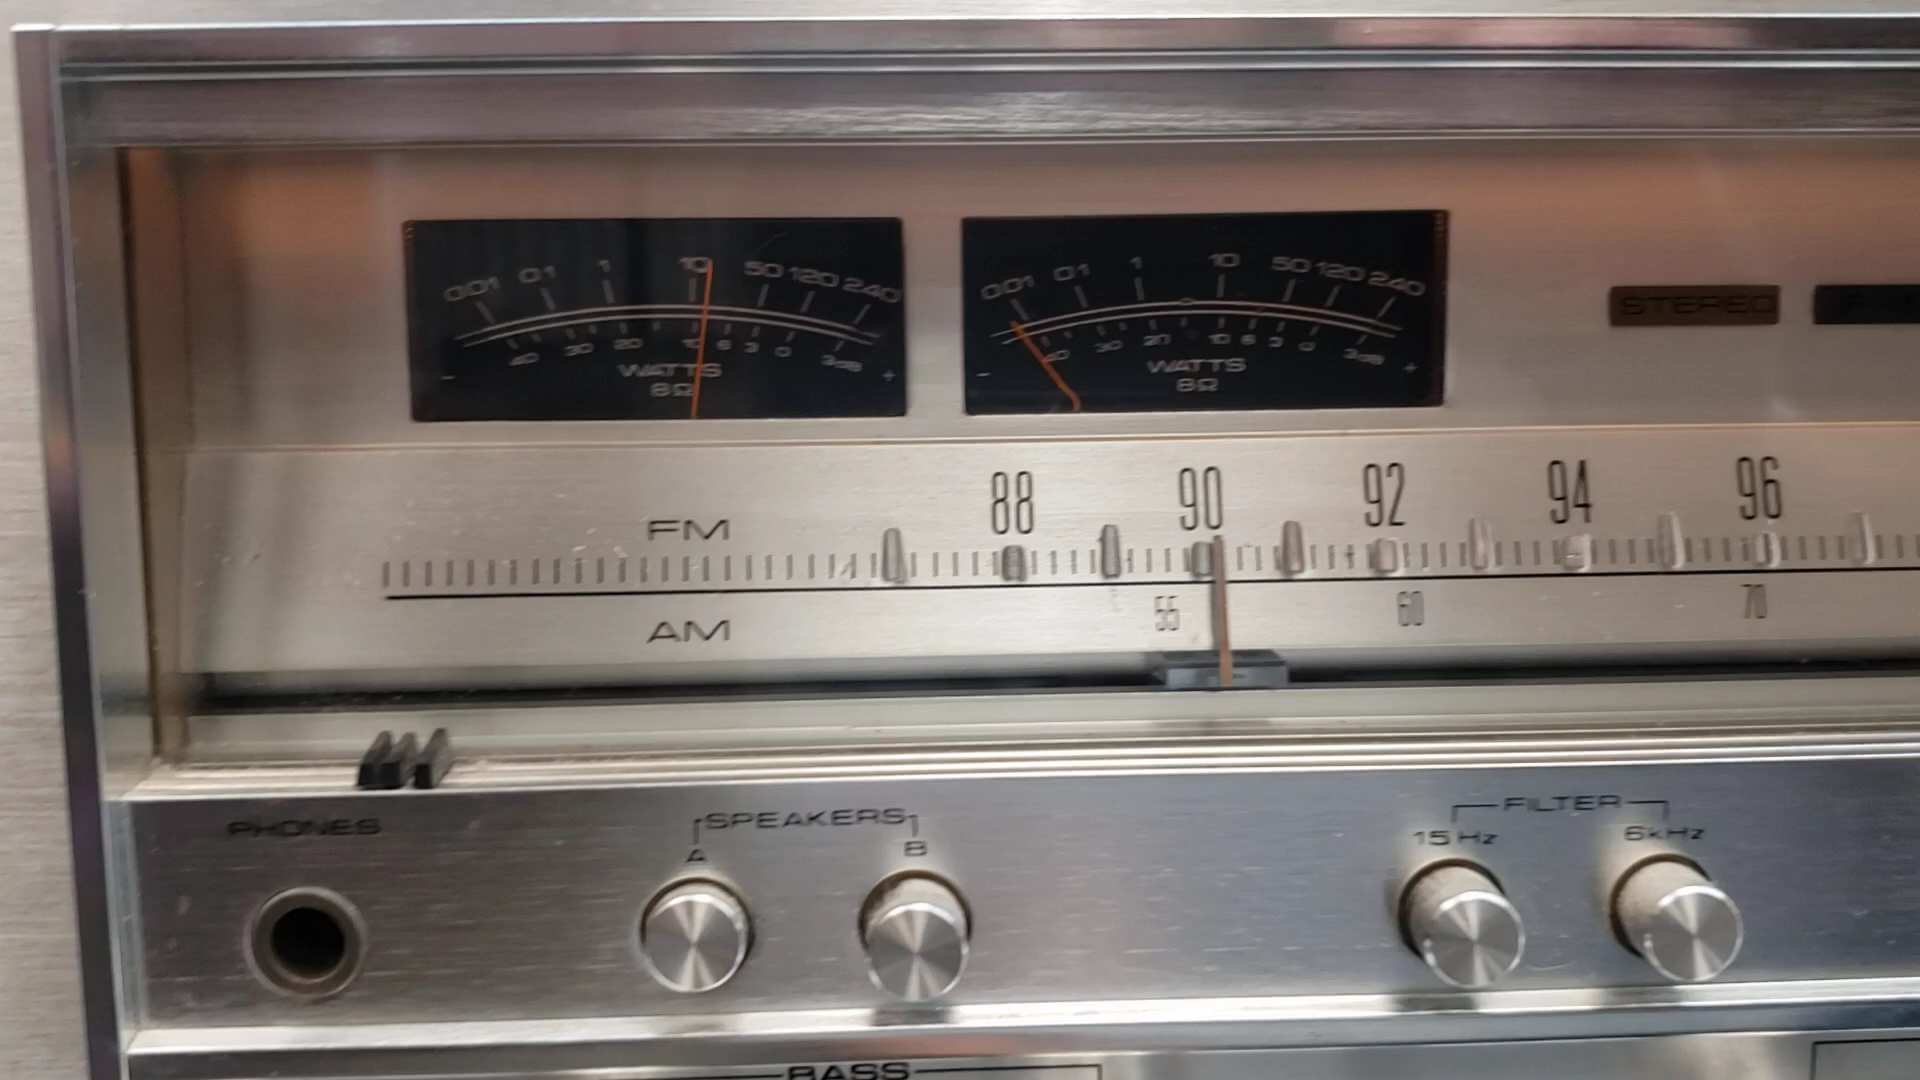 0.01 0.1 1 10 50 120 240
40 30 20 10 6 3 0 3dB
- WATTS +
8Ω
0.01 0.1 1 10 50 120 240
40 30 20 10 6 3 0 3dB
- WATTS +
8Ω
STEREO
88 90 92 94 96
FM
AM
55 60 70
PHONES
SPEAKERS
A B
FILTER
15Hz 6kHz
BASS